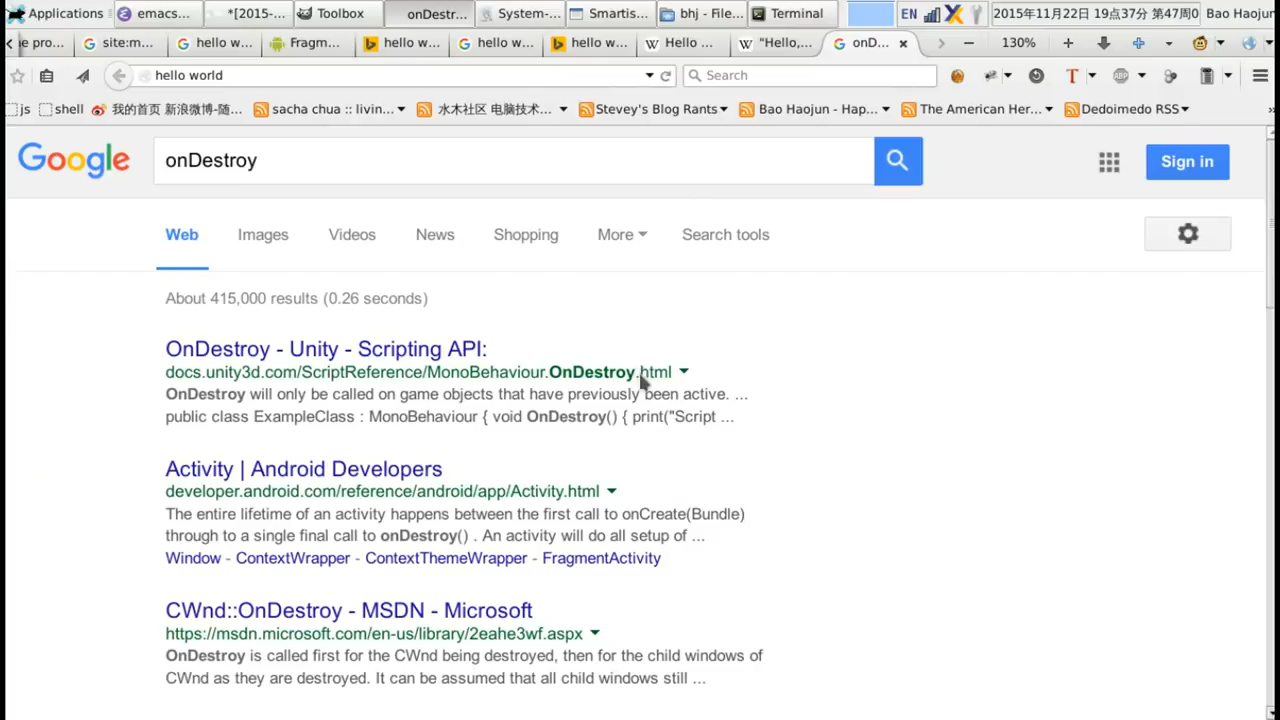 Applications emacs... *[2015-... Toolbox onDestr... System-... Smartis... bhj - File... Terminal EN 2015年11月22日 19点37分 第47周0 Bao Haojun
e pro... site:m... hello w... Fragm... hello w... hello w... hello w... Hello ... "Hello,... onD... 130%
hello world Search
js shell 我的首页 新浪微博-随... sacha chua :: livin... 水木社区 电脑技术... Stevey's Blog Rants Bao Haojun - Hap... The American Her... Dedoimedo RSS
Google onDestroy Sign in
Web Images Videos News Shopping More Search tools
About 415,000 results (0.26 seconds)
OnDestroy - Unity - Scripting API:
docs.unity3d.com/ScriptReference/MonoBehaviour.OnDestroy.html
OnDestroy will only be called on game objects that have previously been active. ...
public class ExampleClass : MonoBehaviour { void OnDestroy() { print("Script ...
Activity | Android Developers
developer.android.com/reference/android/app/Activity.html
The entire lifetime of an activity happens between the first call to onCreate(Bundle)
through to a single final call to onDestroy() . An activity will do all setup of ...
Window - ContextWrapper - ContextThemeWrapper - FragmentActivity
CWnd::OnDestroy - MSDN - Microsoft
https://msdn.microsoft.com/en-us/library/2eahe3wf.aspx
OnDestroy is called first for the CWnd being destroyed, then for the child windows of
CWnd as they are destroyed. It can be assumed that all child windows still ...